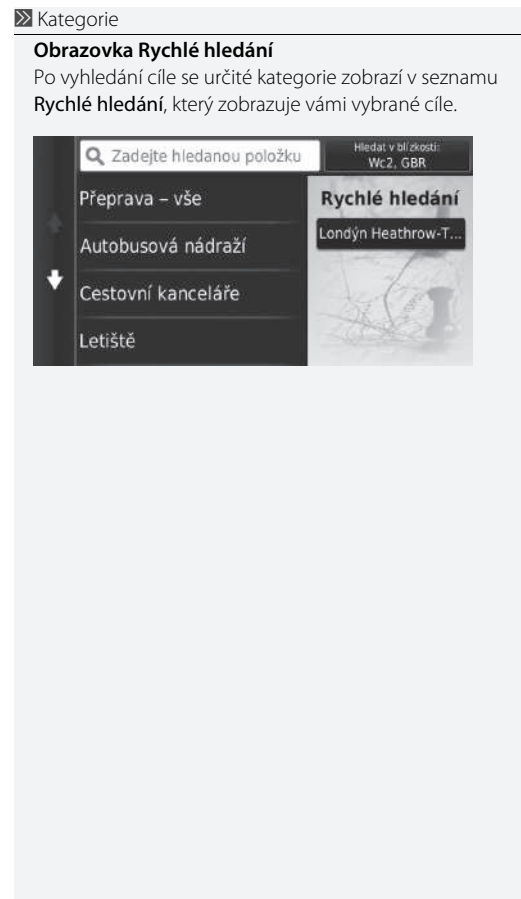 Kategorie
Obrazovka Rychlé hledání
Po vyhledání cíle se určité kategorie zobrazí v seznamu
Rychlé hledání, který zobrazuje vámi vybrané cíle.
Zadejte hledanou položku
Hledat v blízkosti:
Wc2, GBR
Přeprava – vše
Rychlé hledání
Londýn Heathrow-T...
Autobusová nádraží
Cestovní kanceláře
Letiště